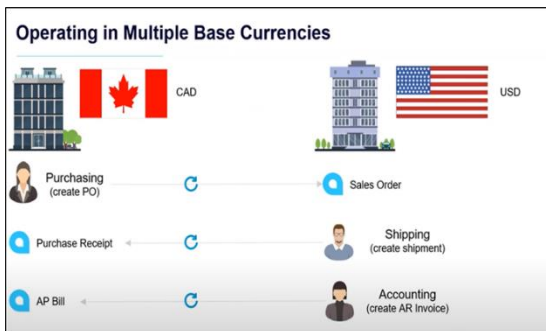 Operating in Multiple Base Currencies
CAD
USD
Purchasing
(create PO)
Sales Order
Purchase Receipt
Shipping
(create shipment)
AP Bill
Accounting
(create AR Invoice)